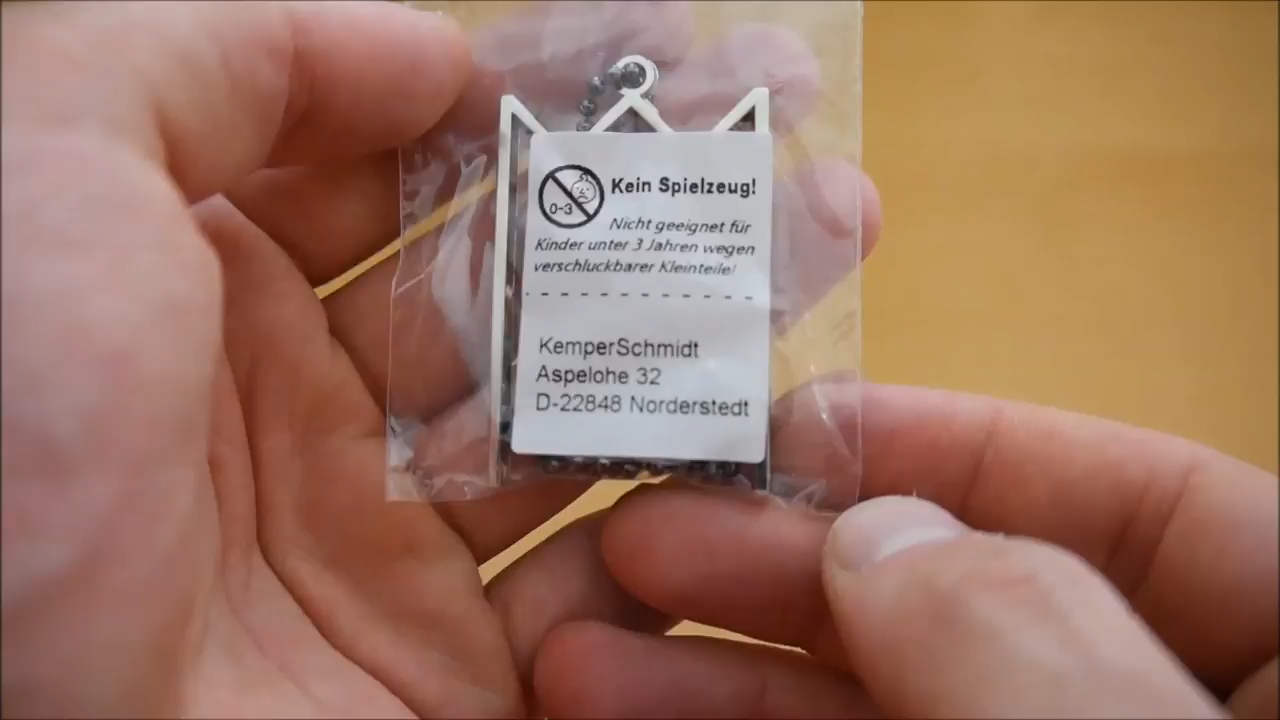 0-3
Kein Spielzeug!
Nicht geeignet für
Kinder unter 3 Jahren wegen
verschluckbarer Kleinteile!
KemperSchmidt
Aspelohe 32
D-22848 Norderstedt